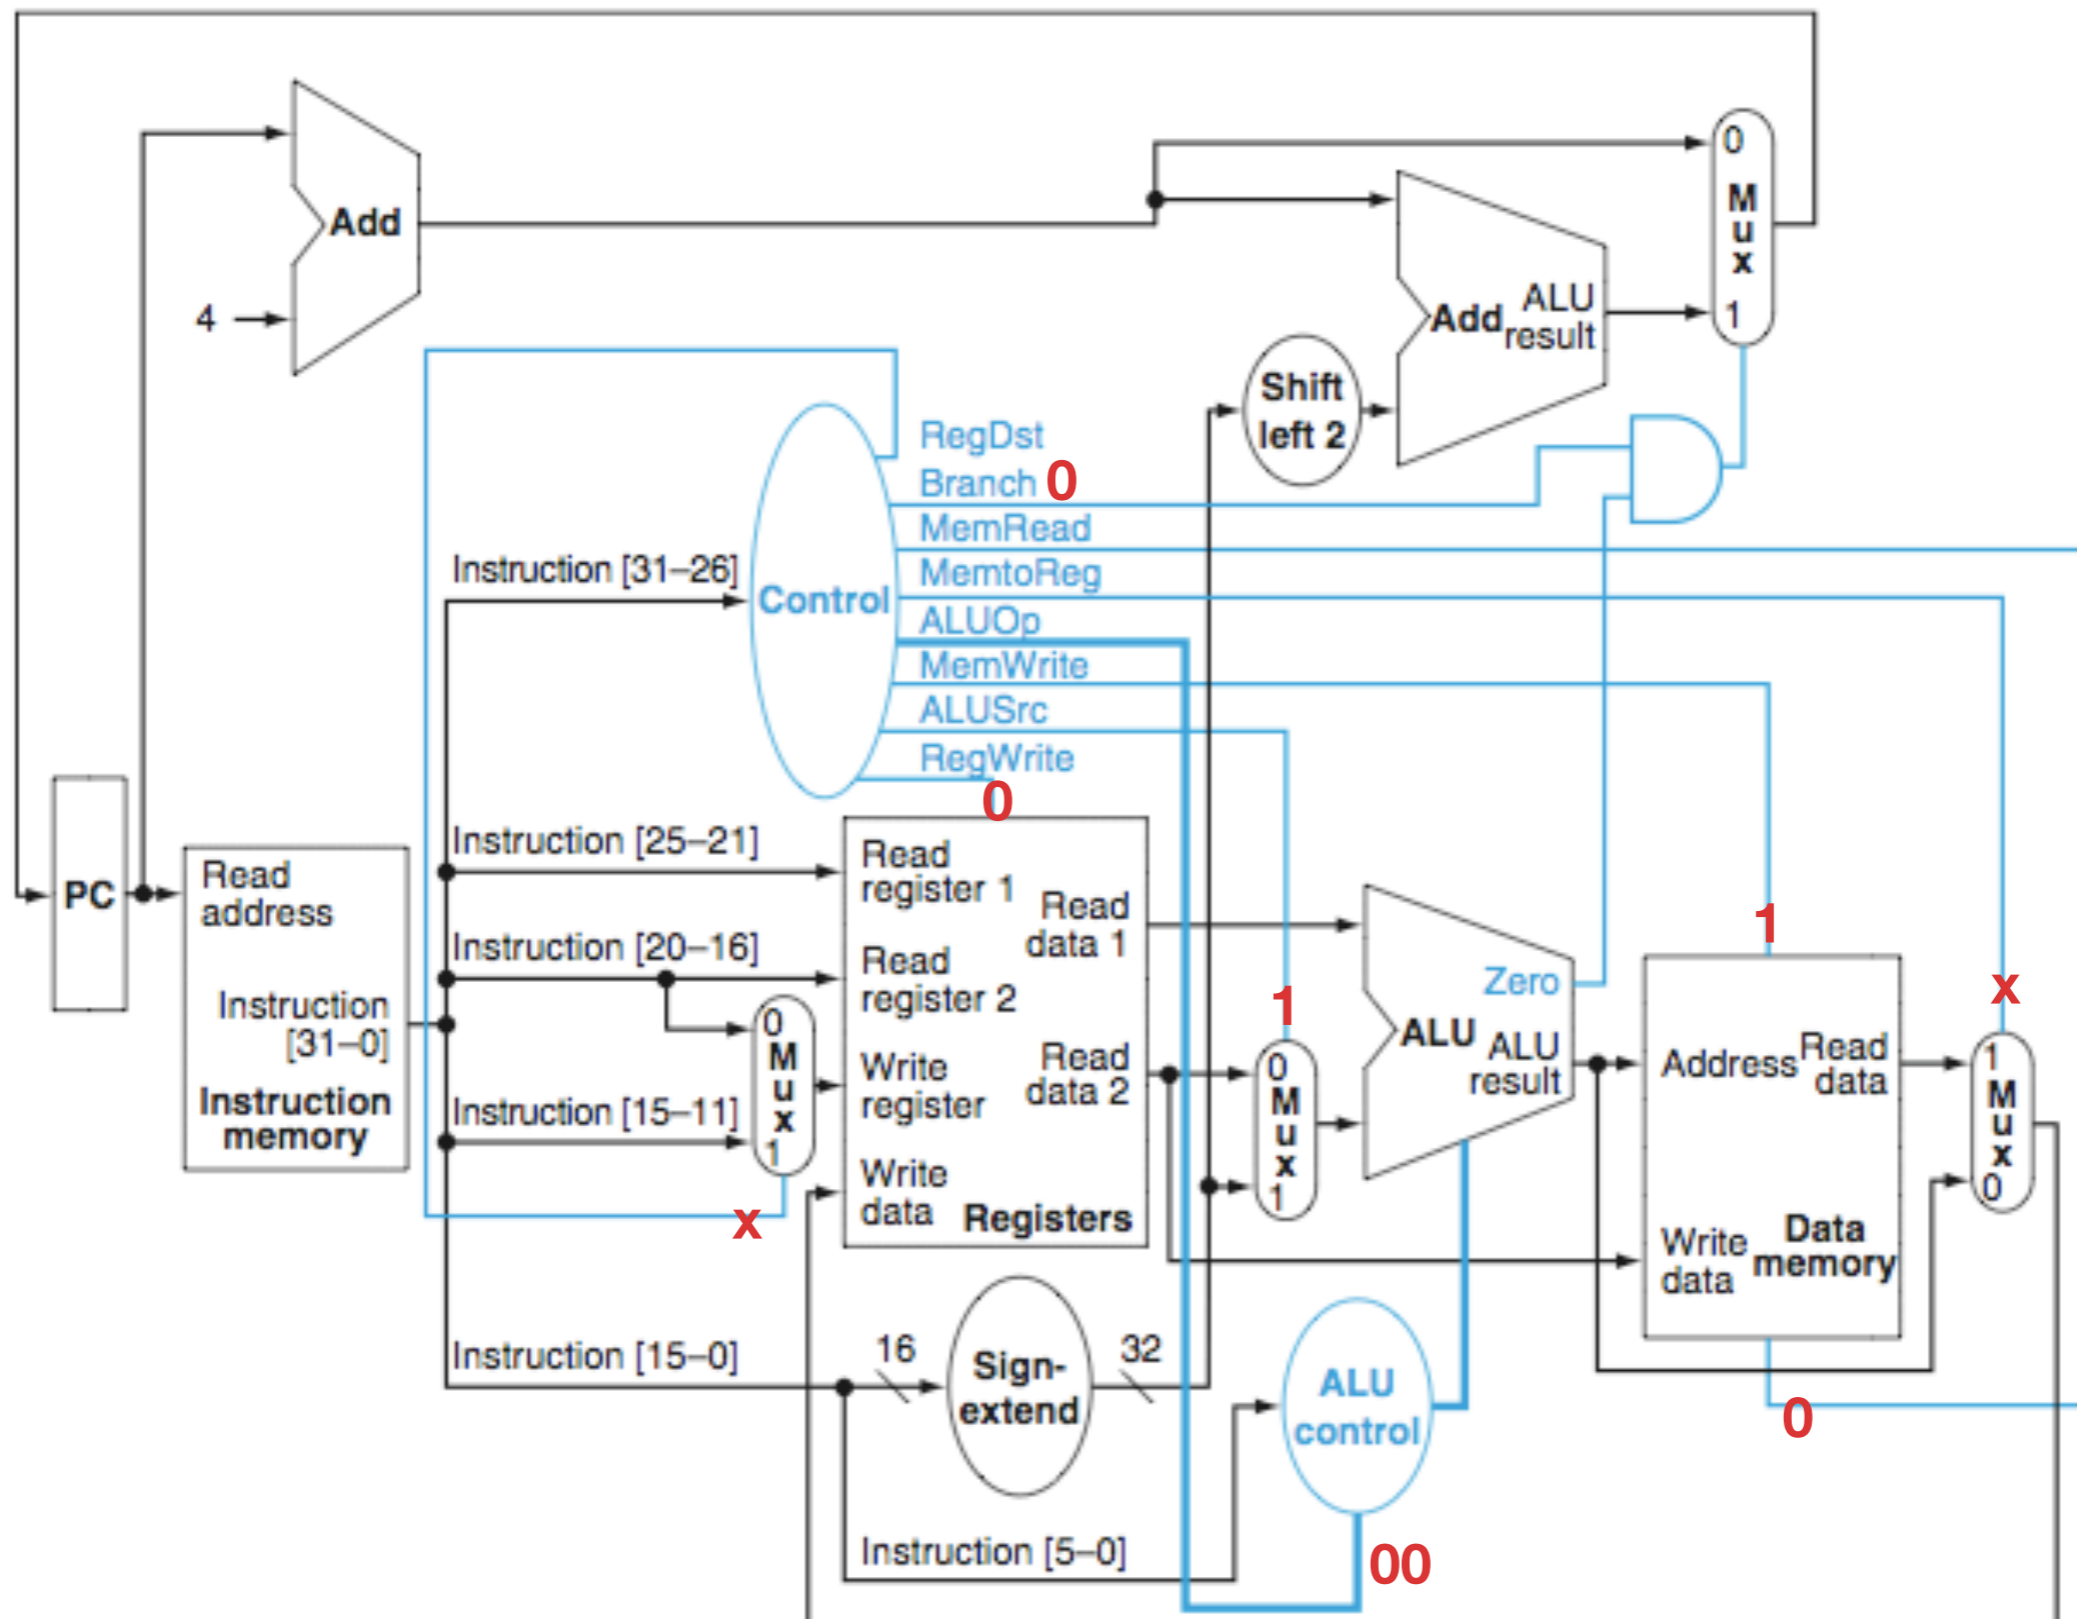 0
M
u
x
1
Add
4
Add
ALU
result
Shift
left 2
RegDst
Branch 0
MemRead
MemtoReg
ALUOp
MemWrite
ALUSrc
RegWrite
0
Instruction [31–26]
Control
Instruction [25–21]
Instruction [20–16]
Instruction [15–11]
Instruction [15–0]
Instruction [5–0]
PC
Read
address
Instruction
[31–0]
Instruction
memory
0
M
u
x
1
x
Read
register 1
Read
register 2
Write
register
Write
data
Read
data 1
Read
data 2
Registers
1
0
M
u
x
1
Zero
ALU
ALU
result
1
Address
Read
data
Write
data
Data
memory
0
x
1
M
u
x
0
16
Sign-
extend
32
ALU
control
00